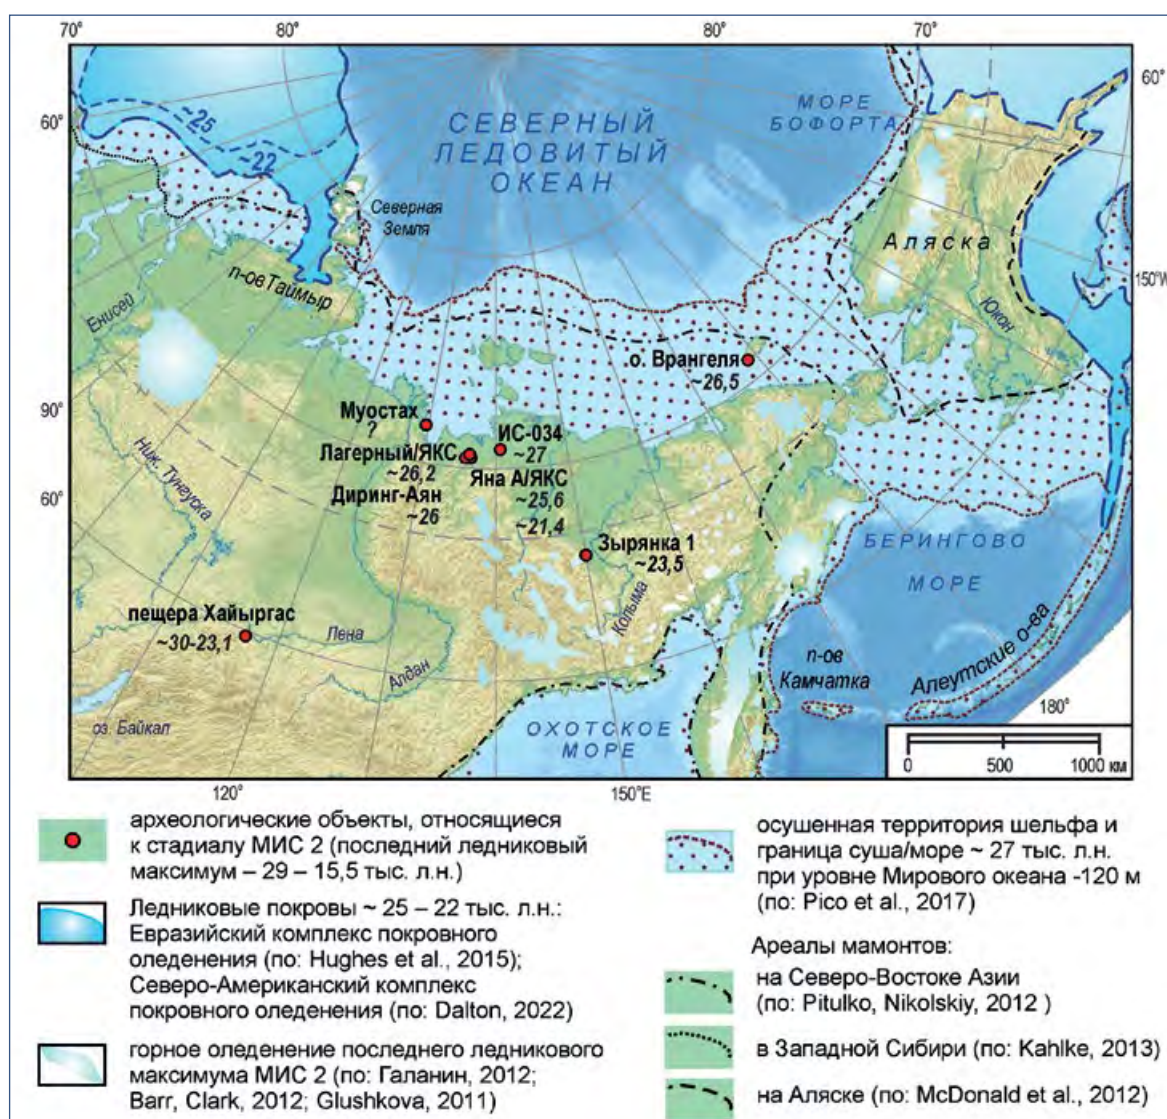 70°
80°
80°
70°
60°
60°
СЕВЕРНЫЙ
ЛЕДОВИТЫЙ
ОКЕАН
МОРЕ
БОФОРТА
~25
~22
Северная
Земля
п-ов Таймыр
Енисей
Аляска
Юкон
150°W
о. Врангеля
~26,5
90°
Муостах
?
ИС-034
~27
Лагерный/ЯКС
~26,2
Яна А/ЯКС
~25,6
~21,4
Диринг-Аян
~26
Ниж. Тунгуска
60°
Зырянка 1
~23,5
БЕРИНГОВО
МОРЕ
Колыма
пещера Хайыргас
~30-23,1
Лена
Алдан
п-ов
Камчатка
Алеутские о-ва
оз. Байкал
ОХОТСКОЕ
МОРЕ
180°
0 500 1000 км
120°
150°E
археологические объекты, относящиеся
к стадиалу МИС 2 (последний ледниковый
максимум – 29 – 15,5 тыс. л.н.)
Ледниковые покровы ~ 25 – 22 тыс. л.н.:
Евразийский комплекс покровного
оледенения (по: Hughes et al., 2015);
Северо-Американский комплекс
покровного оледенения (по: Dalton, 2022)
горное оледенение последнего ледникового
максимума МИС 2 (по: Галанин, 2012;
Barr, Clark, 2012; Glushkova, 2011)
осушенная территория шельфа и
граница суша/море ~ 27 тыс. л.н.
при уровне Мирового океана -120 м
(по: Pico et al., 2017)
Ареалы мамонтов:
на Северо-Востоке Азии
(по: Pitulko, Nikolskiy, 2012 )
в Западной Сибири (по: Kahlke, 2013)
на Аляске (по: McDonald et al., 2012)